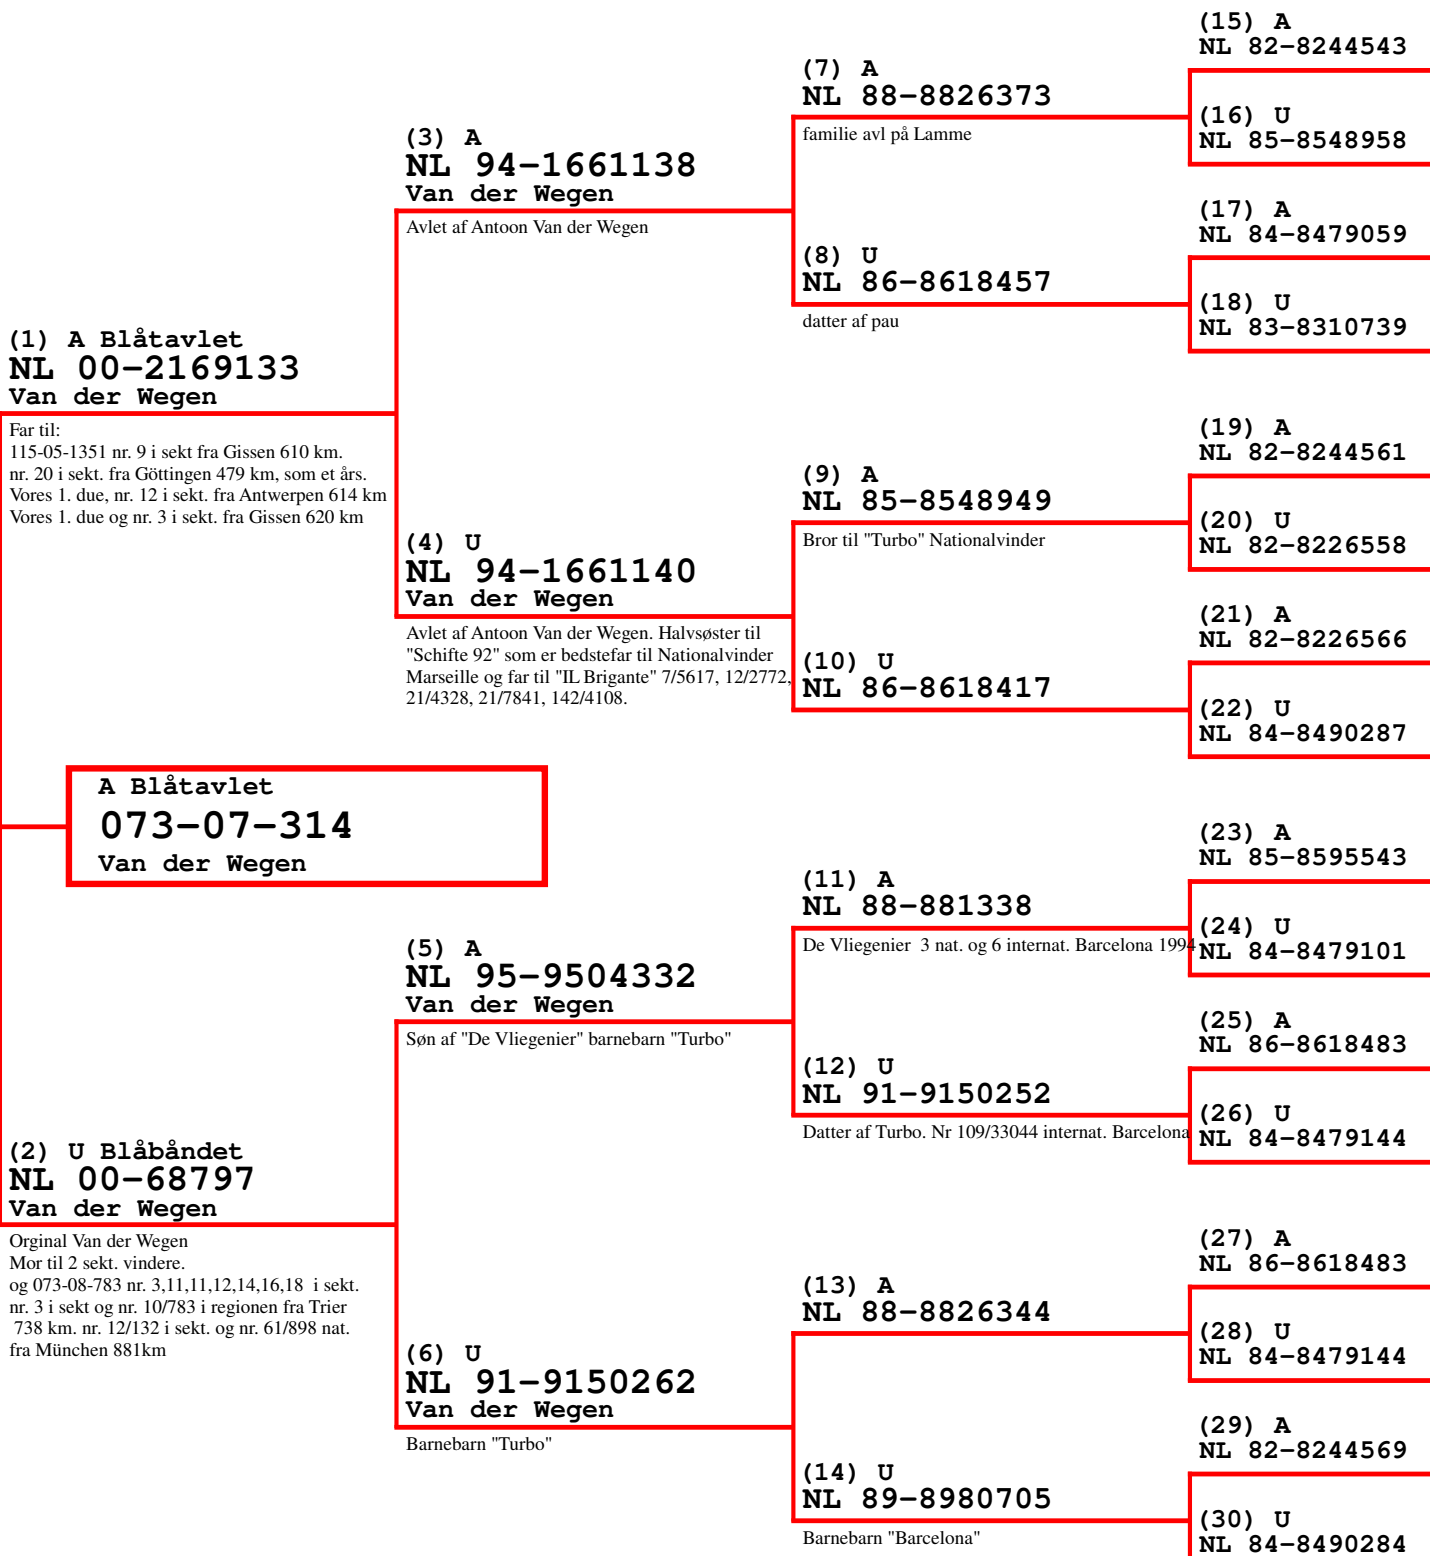 (1) A Blåtavlet
NL 00-2169133
Van der Wegen
Far til:
115-05-1351 nr. 9 i sekt fra Gissen 610 km.
nr. 20 i sekt. fra Göttingen 479 km, som et års.
Vores 1. due, nr. 12 i sekt. fra Antwerpen 614 km
Vores 1. due og nr. 3 i sekt. fra Gissen 620 km
A Blåtavlet
073-07-314
Van der Wegen
(2) U Blåbåndet
NL 00-68797
Van der Wegen
Orginal Van der Wegen
Mor til 2 sekt. vindere.
og 073-08-783 nr. 3,11,11,12,14,16,18 i sekt.
nr. 3 i sekt og nr. 10/783 i regionen fra Trier
738 km. nr. 12/132 i sekt. og nr. 61/898 nat.
fra München 881km
(3) A
NL 94-1661138
Van der Wegen
Avlet af Antoon Van der Wegen
(4) U
NL 94-1661140
Van der Wegen
Avlet af Antoon Van der Wegen. Halvsøster til
"Schifte 92" som er bedstefar til Nationalvinder
Marseille og far til "IL Brigante" 7/5617, 12/2772,
21/4328, 21/7841, 142/4108.
(5) A
NL 95-9504332
Van der Wegen
Søn af "De Vliegenier" barnebarn "Turbo"
(6) U
NL 91-9150262
Van der Wegen
Barnebarn "Turbo"
(7) A
NL 88-8826373
familie avl på Lamme
(8) U
NL 86-8618457
datter af pau
(9) A
NL 85-8548949
Bror til "Turbo" Nationalvinder
(10) U
NL 86-8618417
(11) A
NL 88-881338
De Vliegenier 3 nat. og 6 internat. Barcelona 1994
(12) U
NL 91-9150252
Datter af Turbo. Nr 109/33044 internat. Barcelona
(13) A
NL 88-8826344
(14) U
NL 89-8980705
Barnebarn "Barcelona"
(15) A
NL 82-8244543
(16) U
NL 85-8548958
(17) A
NL 84-8479059
(18) U
NL 83-8310739
(19) A
NL 82-8244561
(20) U
NL 82-8226558
(21) A
NL 82-8226566
(22) U
NL 84-8490287
(23) A
NL 85-8595543
(24) U
NL 84-8479101
(25) A
NL 86-8618483
(26) U
NL 84-8479144
(27) A
NL 86-8618483
(28) U
NL 84-8479144
(29) A
NL 82-8244569
(30) U
NL 84-8490284